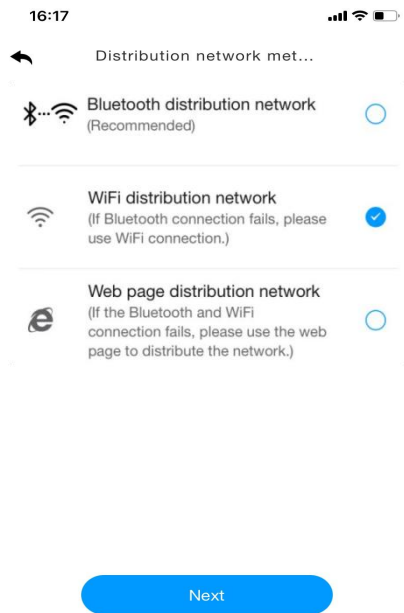 16:17
Distribution network met...
Bluetooth distribution network
(Recommended)
WiFi distribution network
(If Bluetooth connection fails, please
use WiFi connection.)
Web page distribution network
(If the Bluetooth and WiFi
connection fails, please use the web
page to distribute the network.)
Next